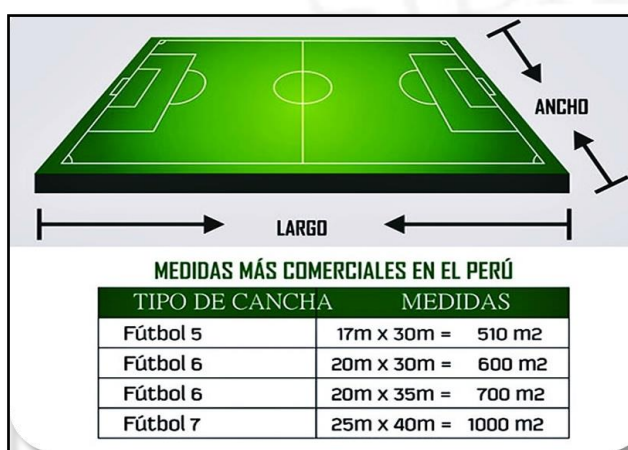 ANCHO
LARGO
MEDIDAS MÁS COMERCIALES EN EL PERÚ
TIPO DE CANCHA MEDIDAS
Fútbol 5 17m x 30m = 510 m2
Fútbol 6 20m x 30m = 600 m2
Fútbol 6 20m x 35m = 700 m2
Fútbol 7 25m x 40m = 1000 m2